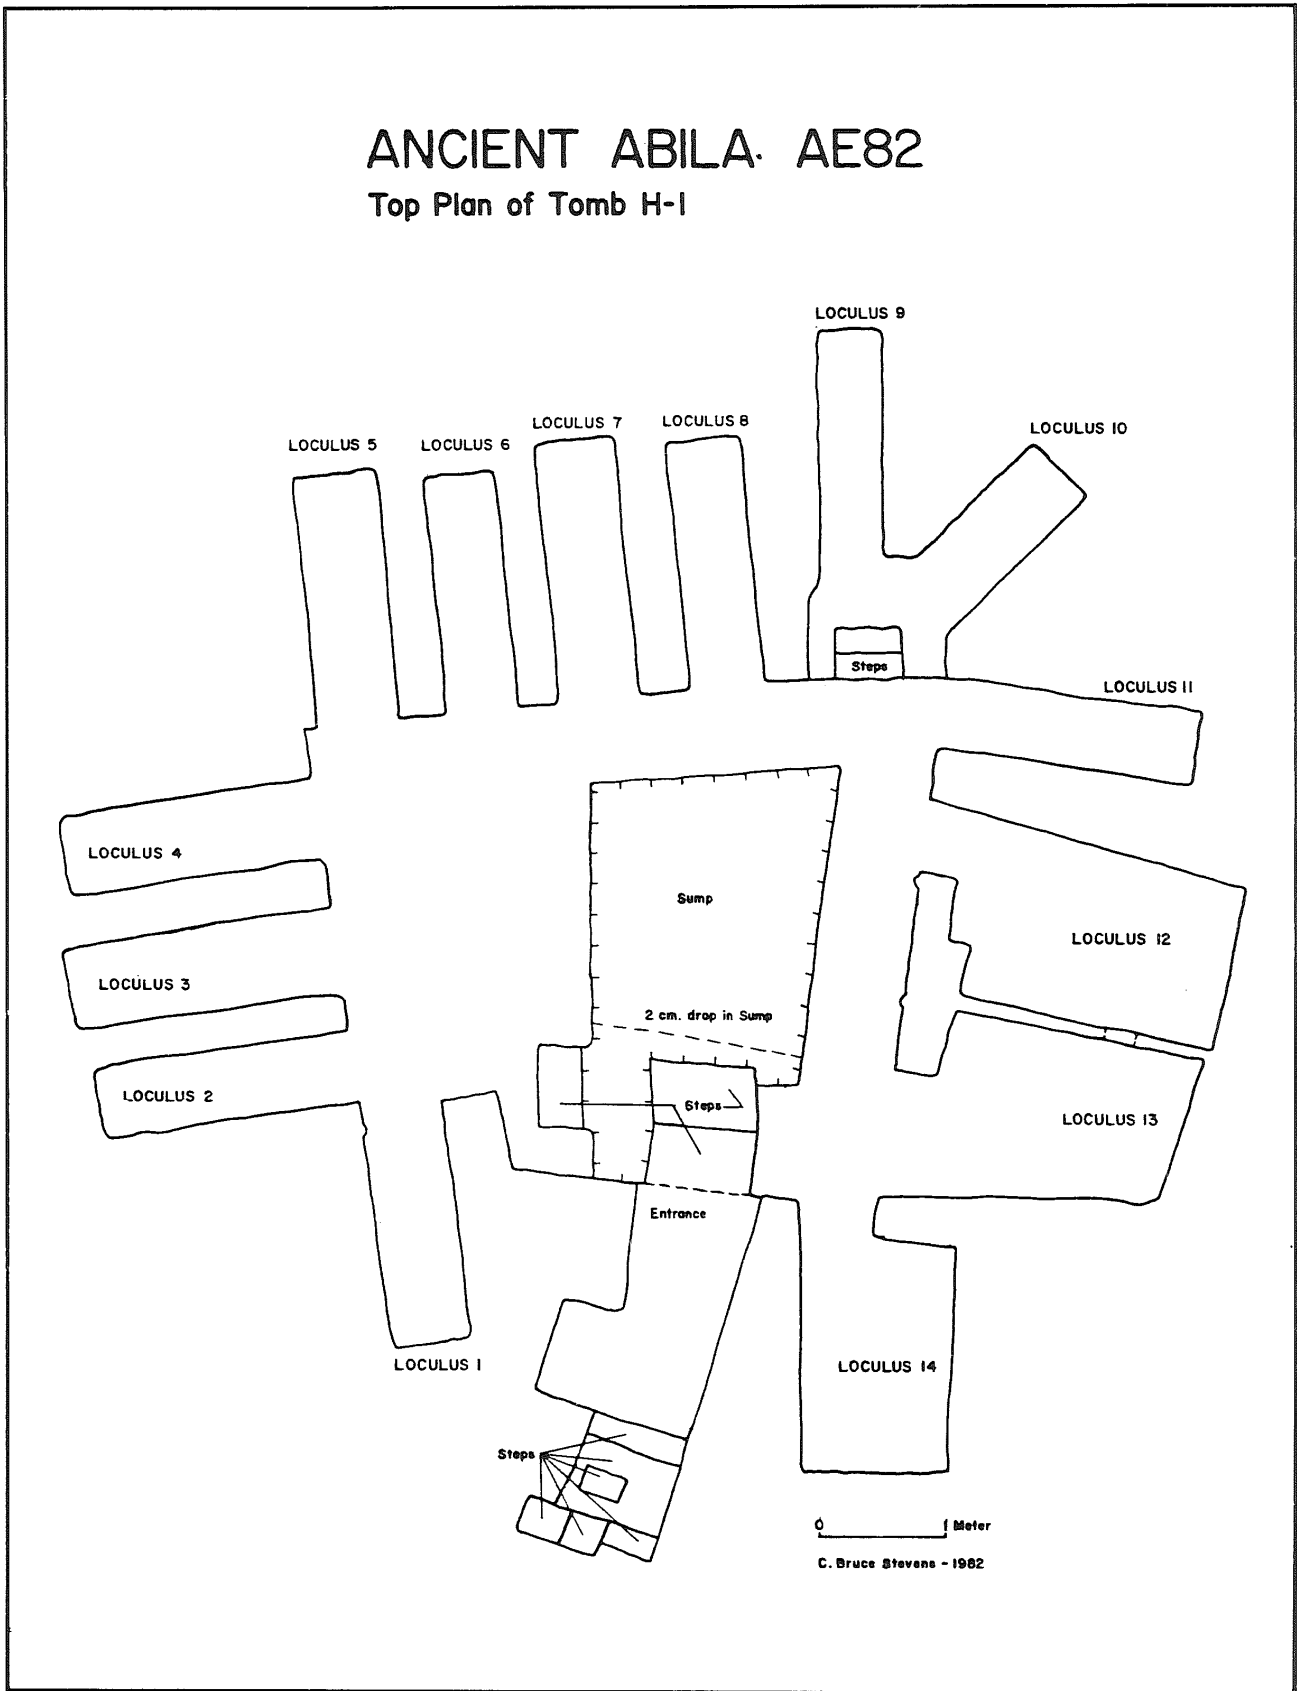 ANCIENT ABILA. AE82
Top Plan of Tomb H-1
LOCULUS 9
LOCULUS 7
LOCULUS 8
LOCULUS 10
LOCULUS 5
LOCULUS 6
Steps
LOCULUS 11
LOCULUS 4
Sump
LOCULUS 12
LOCULUS 3
2 cm. drop in Sump
LOCULUS 2
Steps
LOCULUS 13
Entrance
LOCULUS 1
LOCULUS 14
Steps
0 1 Meter
C. Bruce Stevens - 1982